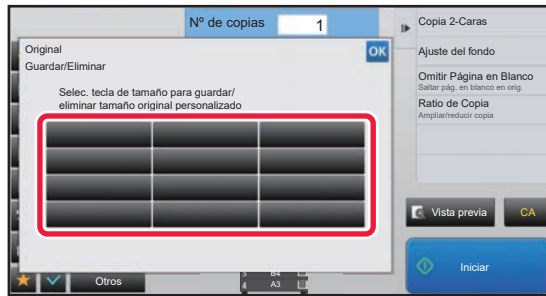 Nº de copias 1
Original
OK
Guardar/Eliminar
Selec. tecla de tamaño para guardar/
eliminar tamaño original personalizado
Copia 2-Caras
Ajuste del fondo
Omitir Página en Blanco
Saltar pág. en blanco en orig.
Ratio de Copia
Ampliar/reducir copia
Vista previa
CA
Iniciar
Otros
3 B4
4 A3